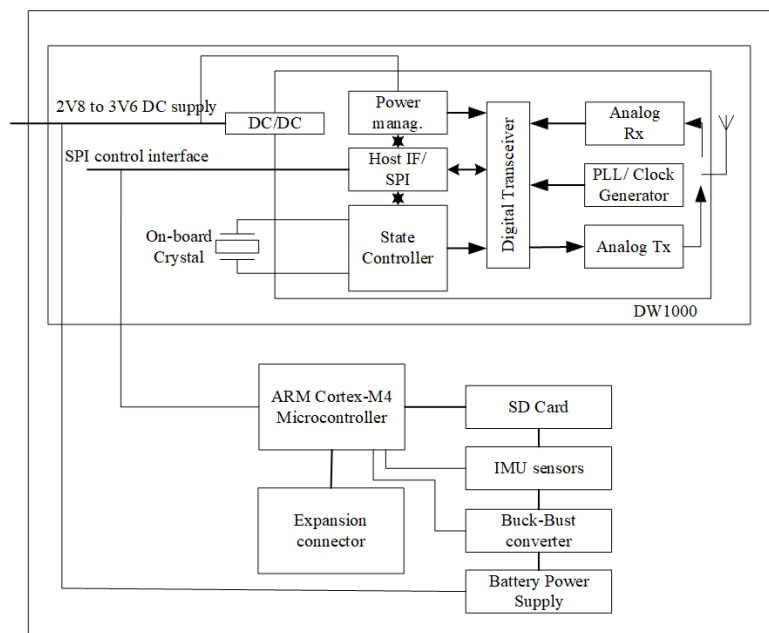 2V8 to 3V6 DC supply
DC/DC
Power
manag.
Analog
Rx
SPI control interface
Host IF/
SPI
Digital Transceiver
PLL/ Clock
Generator
On-board
Crystal
State
Controller
Analog Tx
DW1000
ARM Cortex-M4
Microcontroller
SD Card
IMU sensors
Expansion
connector
Buck-Bust
converter
Battery Power
Supply